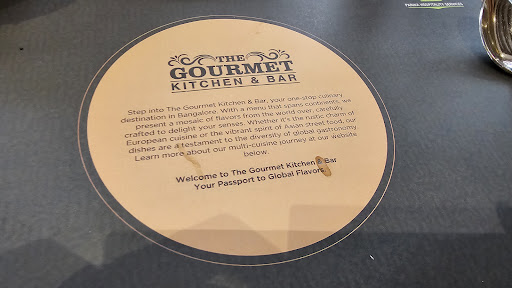 PARAS HOSPITALITY SERVICES
THE
GOURMET
KITCHEN & BAR
Step into The Gourmet Kitchen & Bar, your one-stop culinary
destination in Bangalore. With a menu that spans continents, we
present a mosaic of flavors from the world over, carefully
crafted to delight your senses. Whether it's the rustic charm of
European cuisine or the vibrant spirit of Asian street food, our
dishes are a testament to the diversity of global gastronomy
Learn more about our multi-cuisine journey at our website
below.
Welcome to The Gourmet Kitchen & Bar
Your Passport to Global Flavors